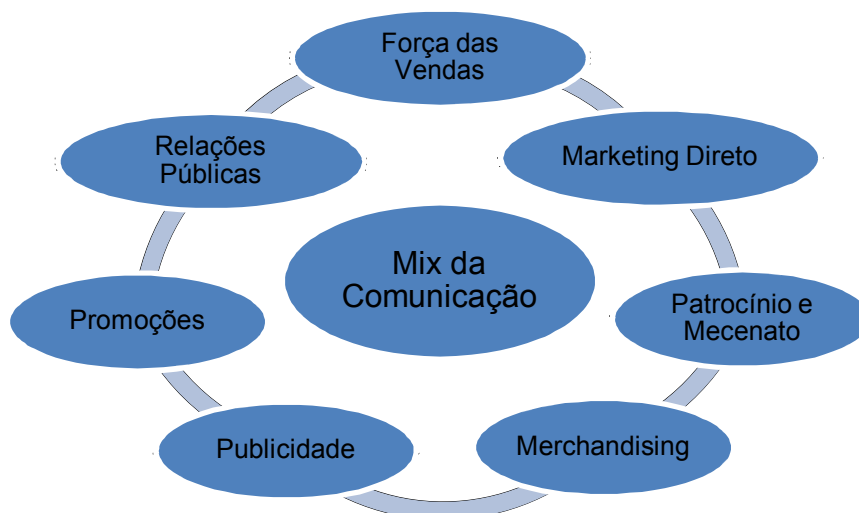 Força das
Vendas
Relações
Públicas
Marketing Direto
Mix da
Comunicação
Promoções
Patrocínio e
Mecenato
Publicidade
Merchandising